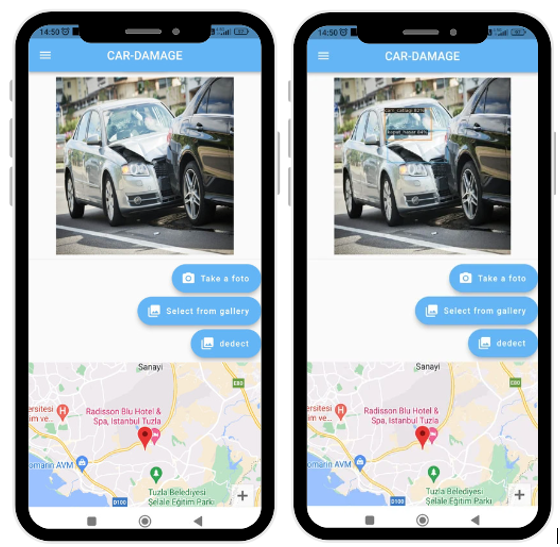 14:50
CAR-DAMAGE
Take a foto
Select from gallery
dedect
Sanayi
E80
ersitesi
im ve...
Radisson Blu Hotel &
Spa, Istanbul Tuzla
omarin AVM
Tuzla Belediyesi
Şelale Eğitim Parkı
D100
+
14:50
CAR-DAMAGE
Take a foto
Select from gallery
dedect
Sanayi
E80
ersitesi
im ve...
Radisson Blu Hotel &
Spa, Istanbul Tuzla
omarin AVM
Tuzla Belediyesi
Şelale Eğitim Parkı
D100
+